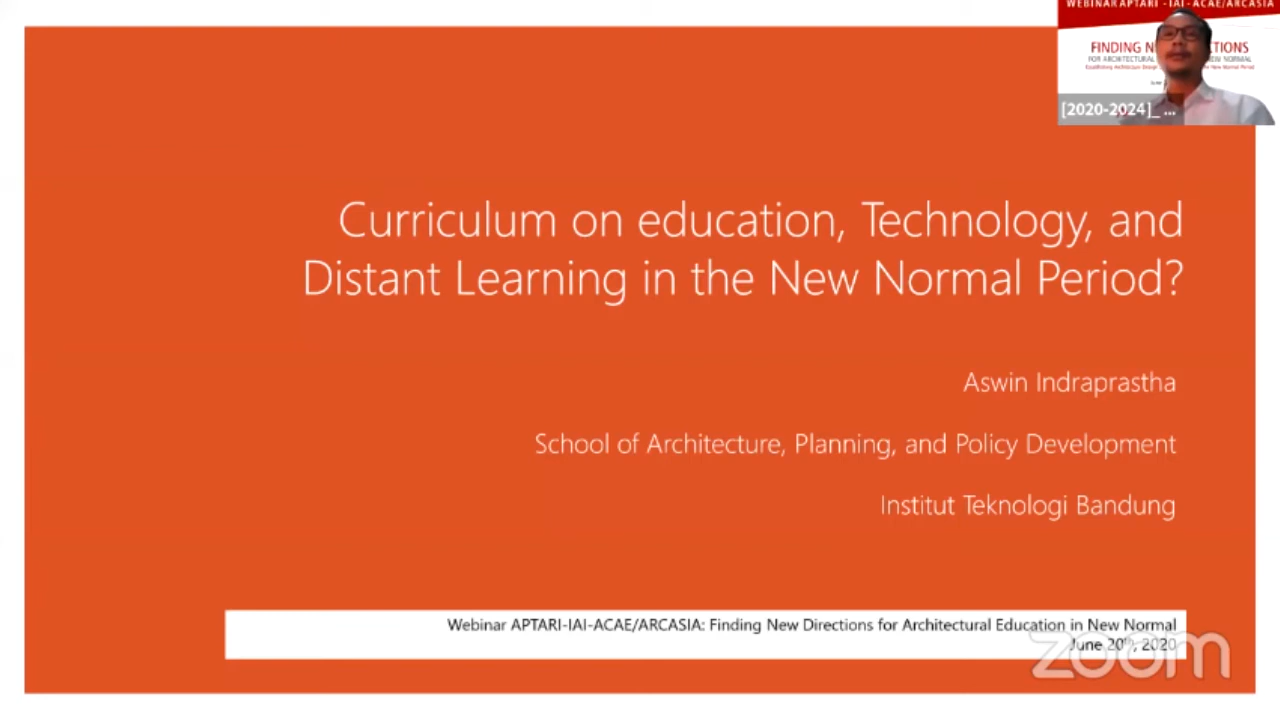 WEBINAR APTARI -IAI-ACAE/ARCASIA
FINDING N CTIONS
FOR ARCHITECTURAL EW NORMAL
[2020-2024]_ ...
Curriculum on education, Technology, and
Distant Learning in the New Normal Period?
Aswin Indraprastha
School of Architecture, Planning, and Policy Development
Institut Teknologi Bandung
Webinar APTARI-IAI-ACAE/ARCASIA: Finding New Directions for Architectural Education in New Normal
June 20th, 2020
zoom